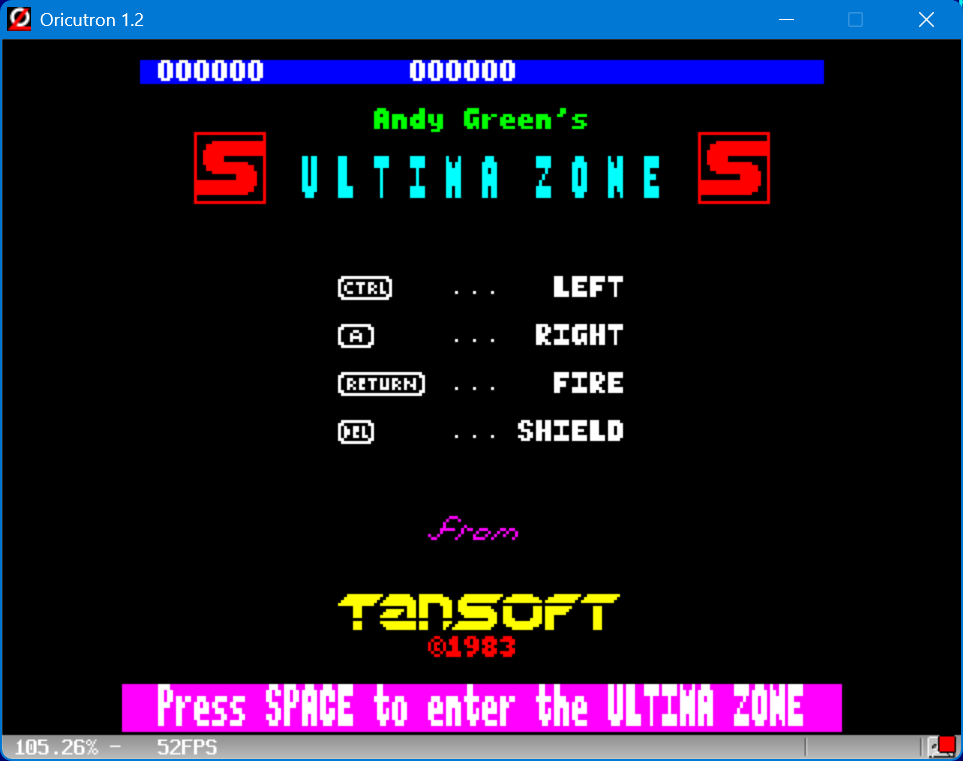 Oricutron 1.2
000000 000000
Andy Green's
S ULTIMA ZONE S
CTRL ... LEFT
A ... RIGHT
RETURN ... FIRE
DEL ... SHIELD
from
TANSOFT
©1983
Press SPACE to enter the ULTIMA ZONE
105.26% - 52FPS